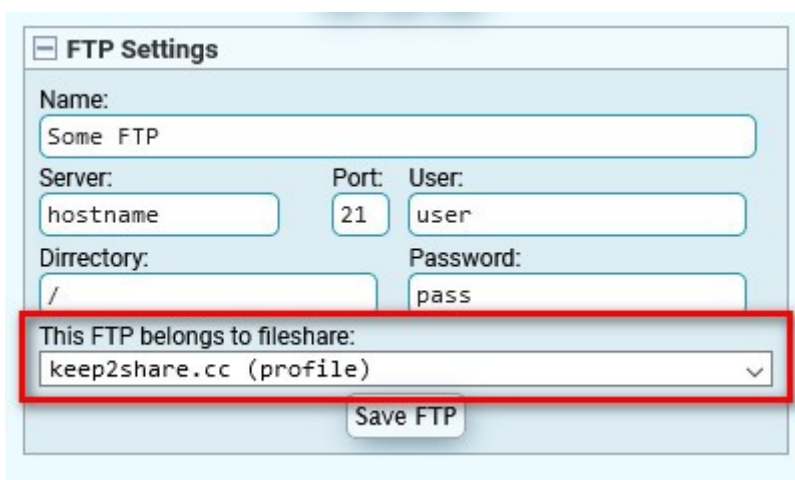 FTP Settings
Name:
Some FTP
Server: Port: User:
hostname 21 user
Dirrectory: Password:
/ pass
This FTP belongs to fileshare:
keep2share.cc (profile)
Save FTP